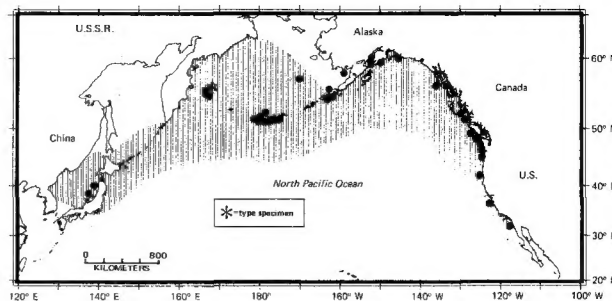 U.S.S.R.
Alaska
60° N
Canada
50°
China
40°
North Pacific Ocean
U.S.
=type specimen
30°
0 800
KILOMETERS
20°
120° E 140° E 160° E 180° 160° W 140° W 120° W 100° W